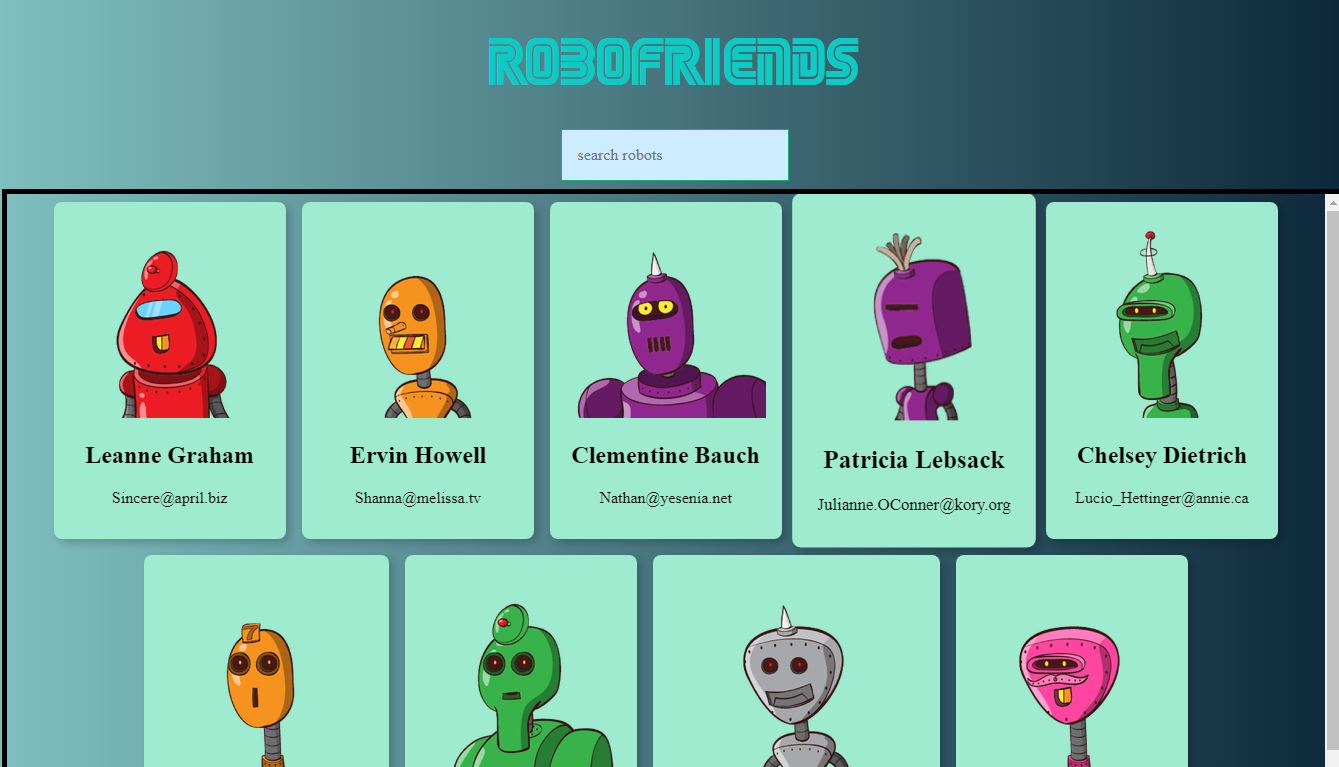 ROBOFRIENDS
search robots
Leanne Graham
Sincere@april.biz
Ervin Howell
Shanna@melissa.tv
Clementine Bauch
Nathan@yesenia.net
Patricia Lebsack
Julianne.OConner@kory.org
Chelsey Dietrich
Lucio_Hettinger@annie.ca
7